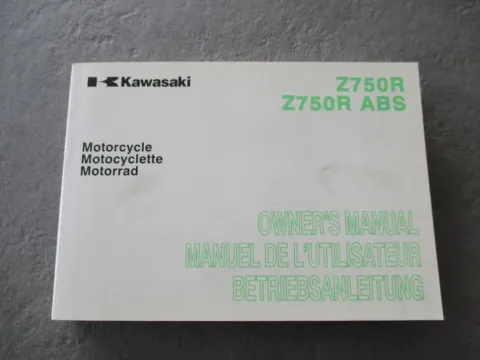 Kawasaki
Z750R
Z750R ABS
Motorcycle
Motocyclette
Motorrad
OWNER'S MANUAL
MANUEL DE L'UTILISATEUR
BETRIEBSANLEITUNG